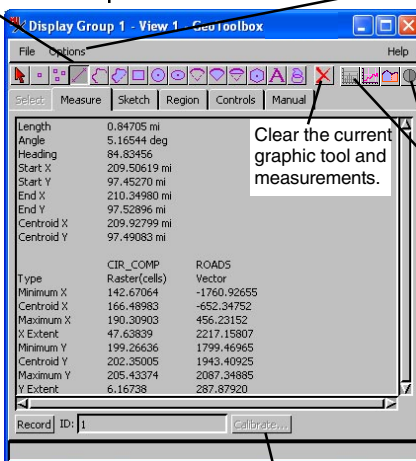 Display Group 1 - View 1 - GeoToolbox
File Options Help
Select Measure Sketch Region Controls Manual
Length 0.84705 mi
Angle 5.16544 deg
Heading 84.83456
Start X 209.50619 mi
Start Y 97.45270 mi
End X 210.34980 mi
End Y 97.52896 mi
Centroid X 209.92799 mi
Centroid Y 97.49083 mi
Clear the current
graphic tool and
measurements.
CIR_COMP ROADS
Type Raster(cells) Vector
Minimum X 142.67064 -1760.92655
Centroid X 166.48983 -652.34752
Maximum X 190.30903 456.23152
X Extent 47.63839 2217.15807
Minimum Y 199.26636 1799.46965
Centroid Y 202.35005 1943.40925
Maximum Y 205.43374 2087.34885
Y Extent 6.16738 287.87920
Record ID: 1 Calibrate...